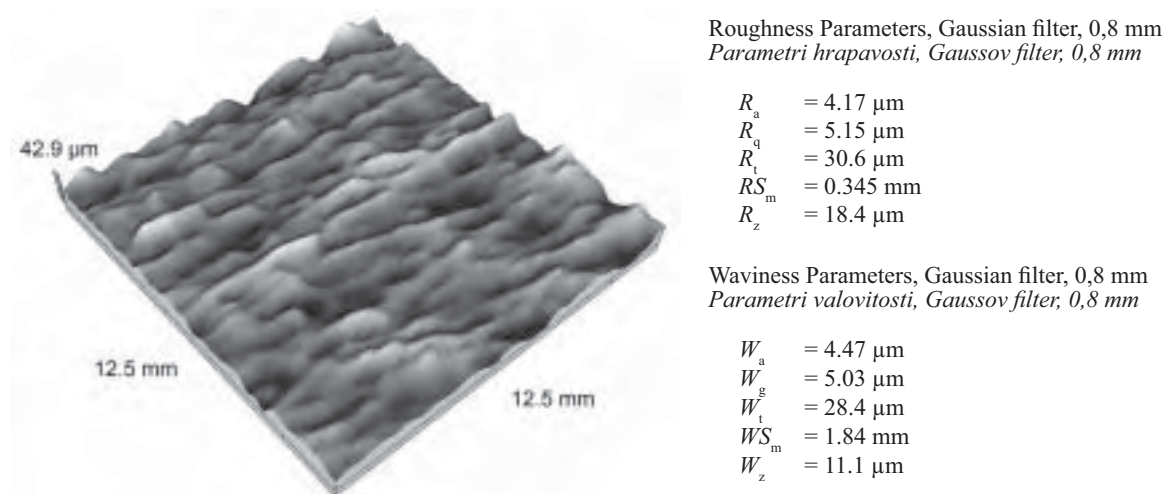 42.9 µm
12.5 mm
12.5 mm
Roughness Parameters, Gaussian filter, 0,8 mm
Parametri hrapavosti, Gaussov filter, 0,8 mm
Ra = 4.17 µm
Rq = 5.15 µm
Rt = 30.6 µm
RSm = 0.345 mm
Rz = 18.4 µm
Waviness Parameters, Gaussian filter, 0,8 mm
Parametri valovitosti, Gaussov filter, 0,8 mm
Wa = 4.47 µm
Wg = 5.03 µm
Wt = 28.4 µm
WSm = 1.84 mm
Wz = 11.1 µm